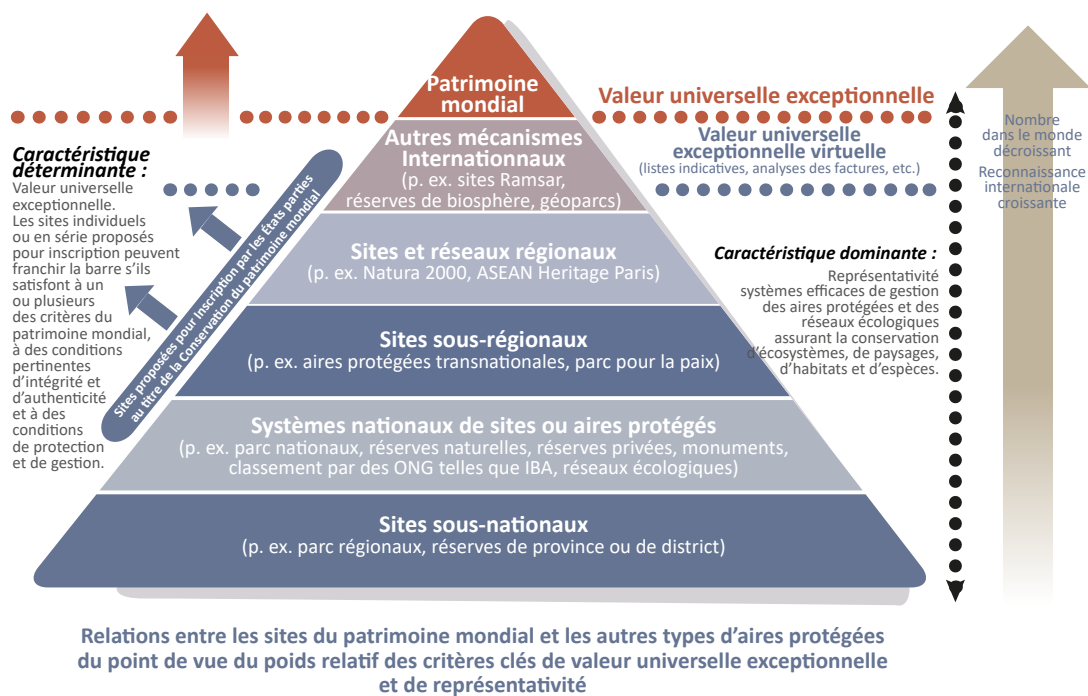 Patrimoine
mondial
Valeur universelle exceptionnelle
Autres mécanismes
Internationnaux
(p. ex. sites Ramsar,
réserves de biosphère, géoparcs)
Valeur universelle
exceptionnelle virtuelle
(listes indicatives, analyses des factures, etc.)
Nombre
dans le monde
décroissant
Reconnaissance
internationale
croissante
Caractéristique
déterminante :
Valeur universelle
exceptionnelle.
Les sites individuels
ou en série proposés
pour inscription peuvent
franchir la barre s’ils
satisfont à un
ou plusieurs
des critères du
patrimoine mondial,
à des conditions
pertinentes
d’intégrité et
d’authenticité
et à des
conditions
de protection
et de gestion.
Sites proposées pour Inscription par les États parties
au titre de la Conservation du patrimoine mondial
Sites et réseaux régionaux
(p. ex. Natura 2000, ASEAN Heritage Paris)
Caractéristique dominante :
Représentativité
systèmes efficaces de gestion
des aires protégées et des
réseaux écologiques
assurant la conservation
d’écosystèmes, de paysages,
d’habitats et d’espèces.
Sites sous-régionaux
(p. ex. aires protégées transnationales, parc pour la paix)
Systèmes nationaux de sites ou aires protégés
(p. ex. parc nationaux, réserves naturelles, réserves privées, monuments,
classement par des ONG telles que IBA, réseaux écologiques)
Sites sous-nationaux
(p. ex. parc régionaux, réserves de province ou de district)
Relations entre les sites du patrimoine mondial et les autres types d’aires protégées
du point de vue du poids relatif des critères clés de valeur universelle exceptionnelle
et de représentativité